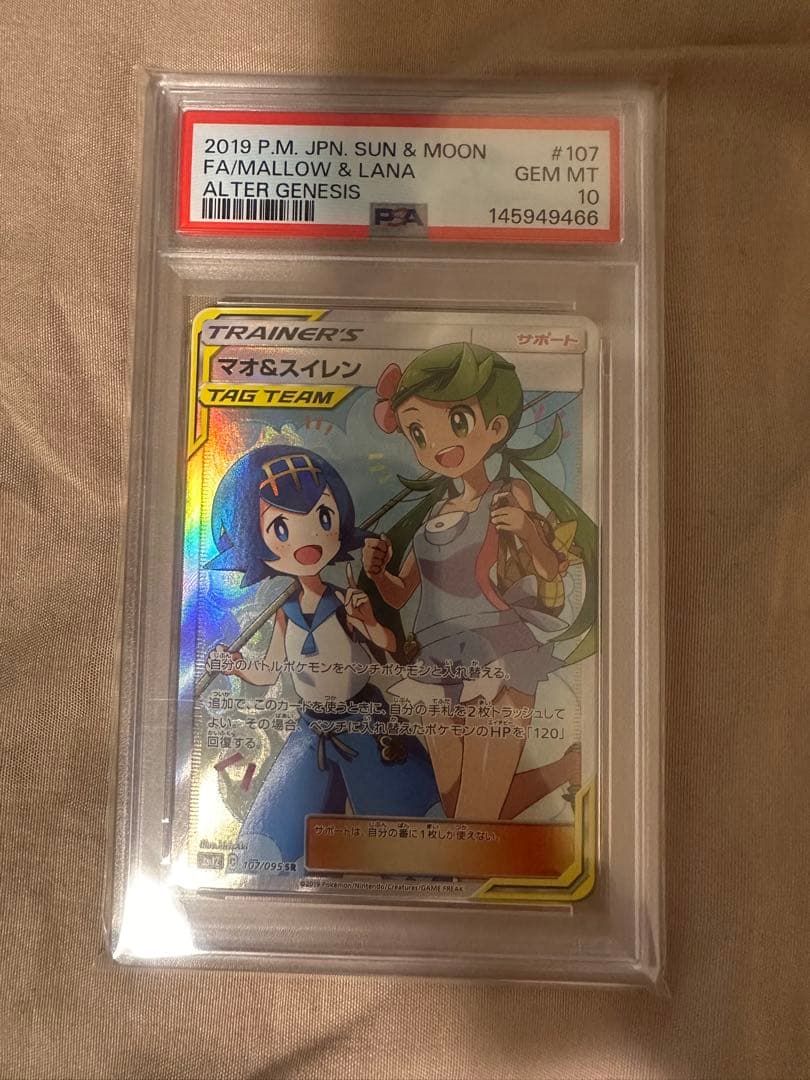 2019 P.M. JPN. SUN & MOON #107
FA/MALLOW & LANA GEM MT
ALTER GENESIS 10
PSA 145949466
TRAINER'S サポート
マオ&スイレン
TAG TEAM
自分のバトルポケモンをベンチポケモンと入れ替える。
追加で、このカードを使うときに、自分の手札を2枚トラッシュして
よい。その場合、ベンチに入れ替えたポケモンのHPを「120」
回復する。
サポートは、自分の番に1枚しか使えない。
107/095 SR
©2019 Pokémon/Nintendo/Creatures/GAME FREAK